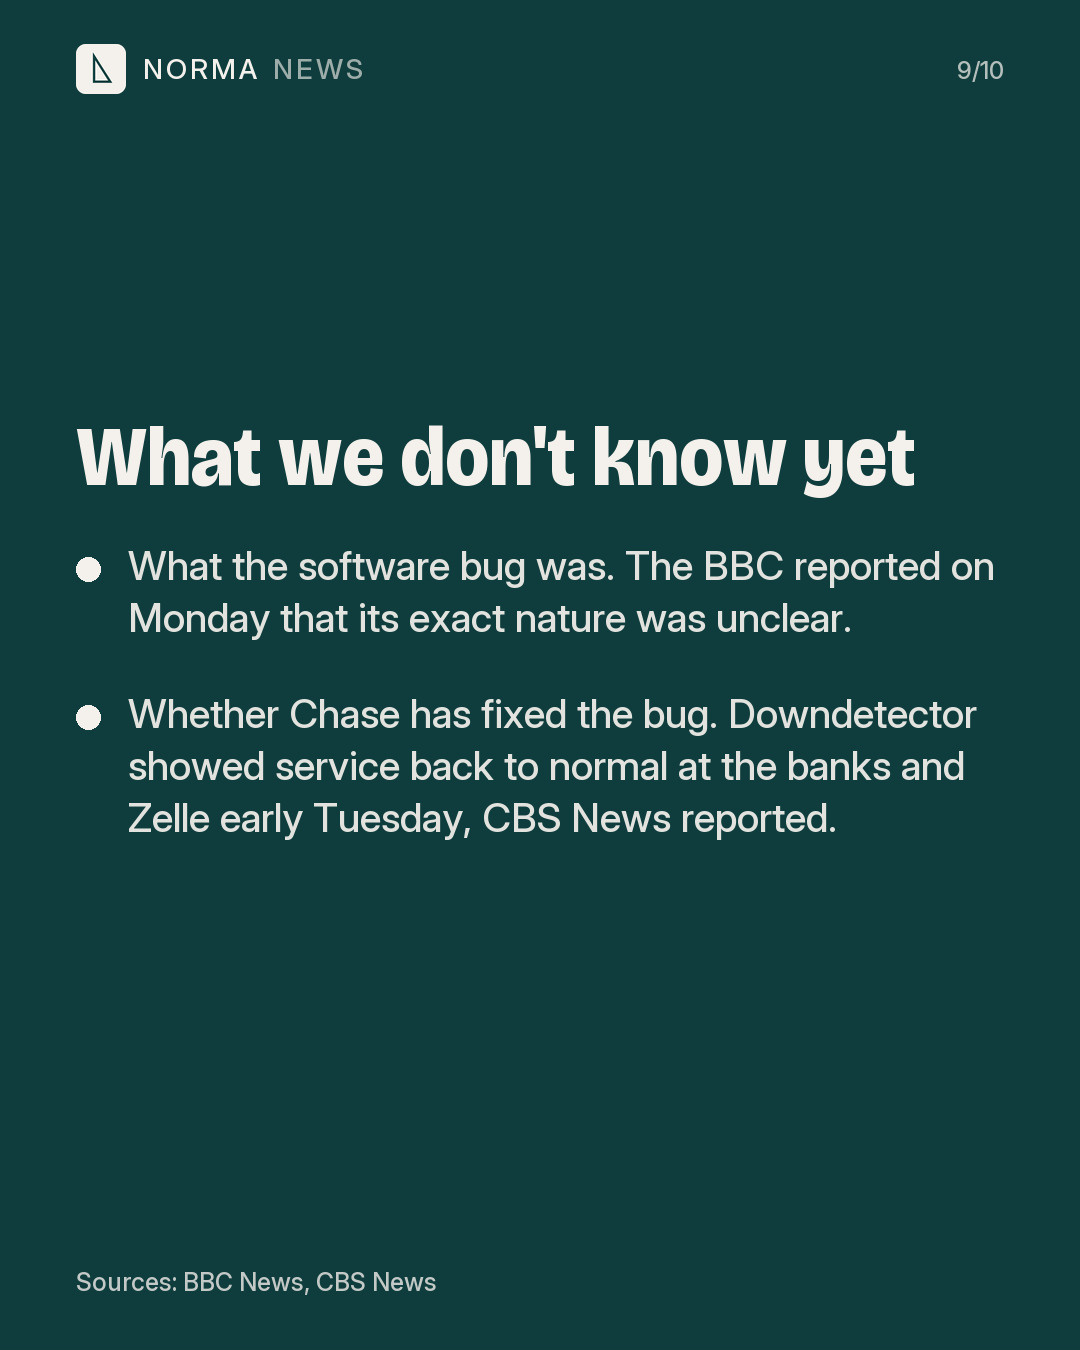 NORMA NEWS
9/10
What we don't know yet
What the software bug was. The BBC reported on
Monday that its exact nature was unclear.
Whether Chase has fixed the bug. Downdetector
showed service back to normal at the banks and
Zelle early Tuesday, CBS News reported.
Sources: BBC News, CBS News